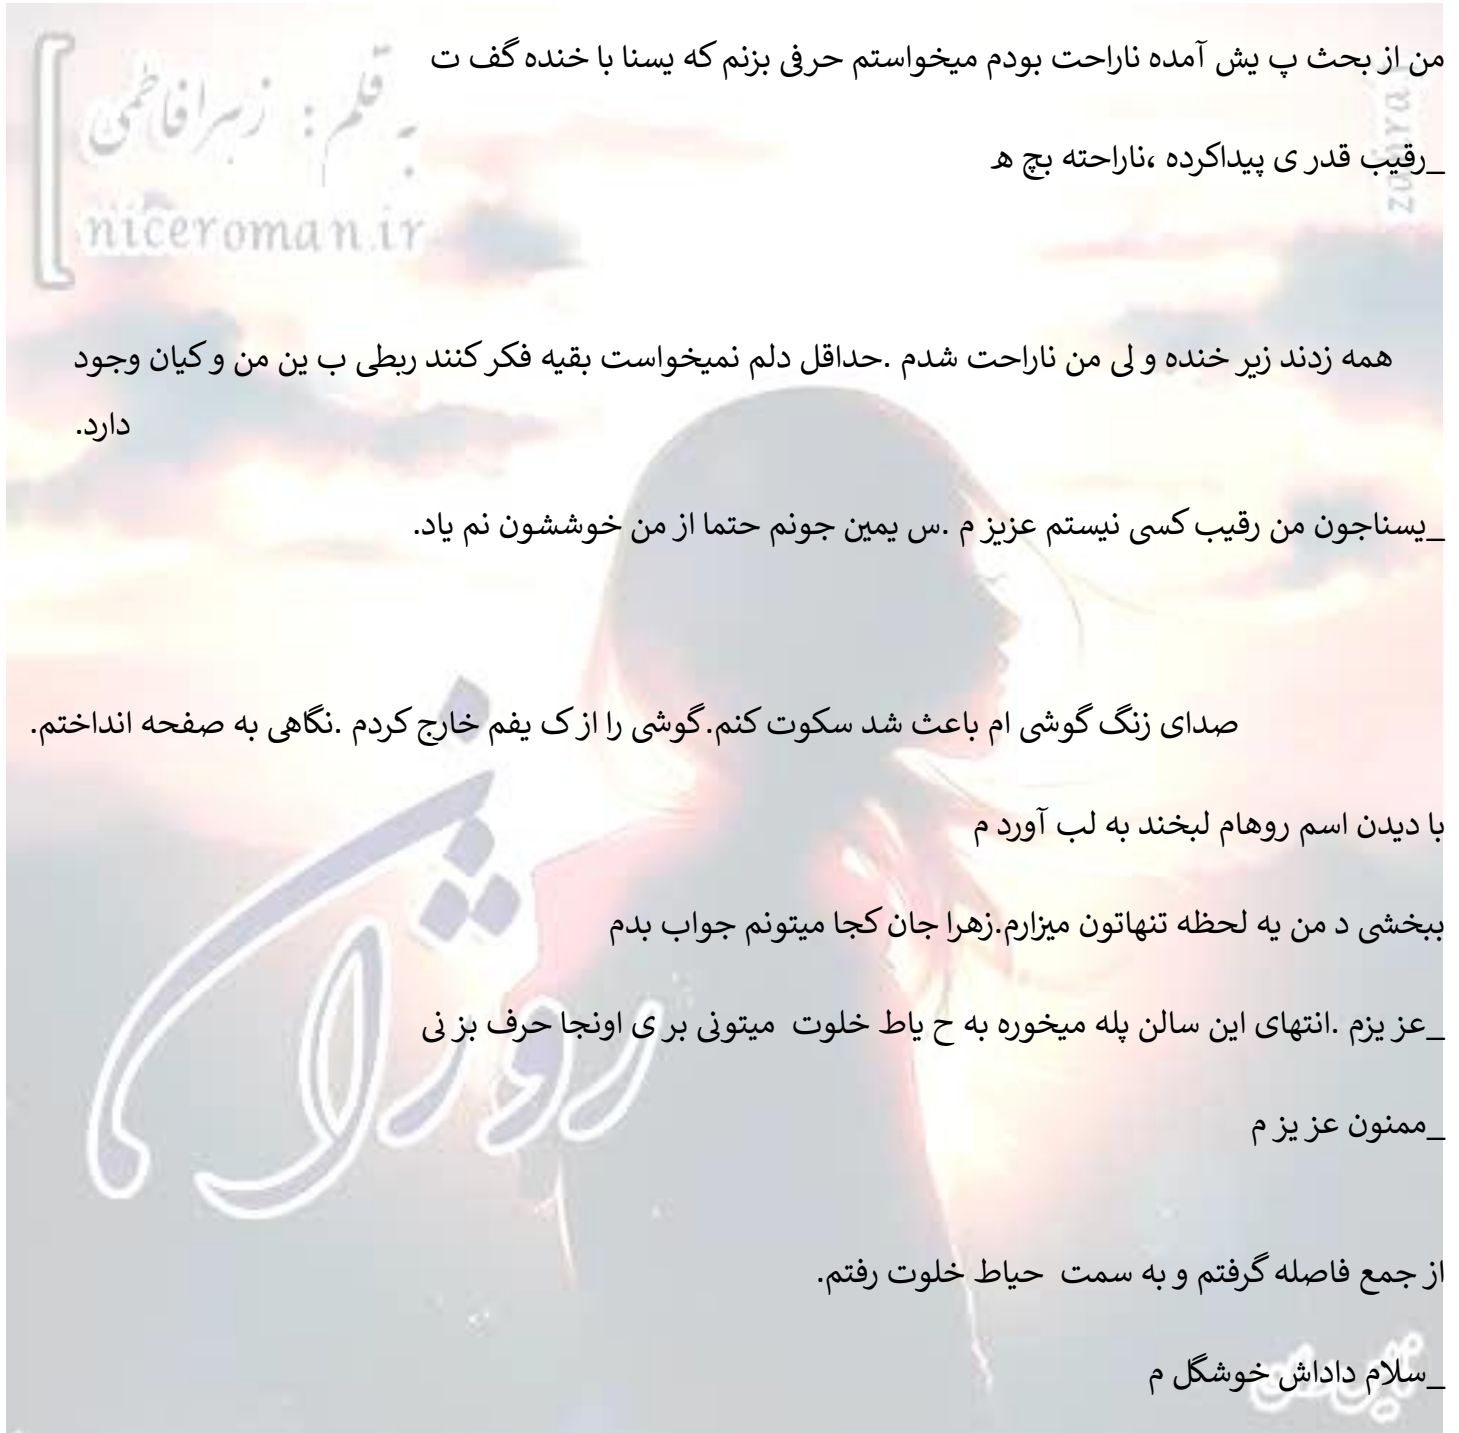 به قلم : زهرا فاطمی
niceroman.ir
zahra
من از بحث پ یش آمده ناراحت بودم میخواستم حرفی بزنم که یسنا با خنده گف ت
_رقیب قدر ی پیداکرده ،ناراحته بچ ه
همه زدند زیر خنده و لی من ناراحت شدم .حداقل دلم نمیخواست بقیه فکر کنند ربطی ب ین من و کیان وجود
دارد.
_یسناجون من رقیب کسی نیستم عزیز م .س یمین جونم حتما از من خوششون نم یاد.
صدای زنگ گوشی ام باعث شد سکوت کنم.گوشی را از ک یفم خارج کردم .نگاهی به صفحه انداختم.
با دیدن اسم روهام لبخند به لب آورد م
ببخشی د من یه لحظه تنهاتون میزارم.زهرا جان کجا میتونم جواب بدم
_عز یزم .انتهای این سالن پله میخوره به ح یاط خلوت میتونی بر ی اونجا حرف بز نی
_ممنون عز یز م
از جمع فاصله گرفتم و به سمت حیاط خلوت رفتم.
_سلام داداش خوشگل م
روژان